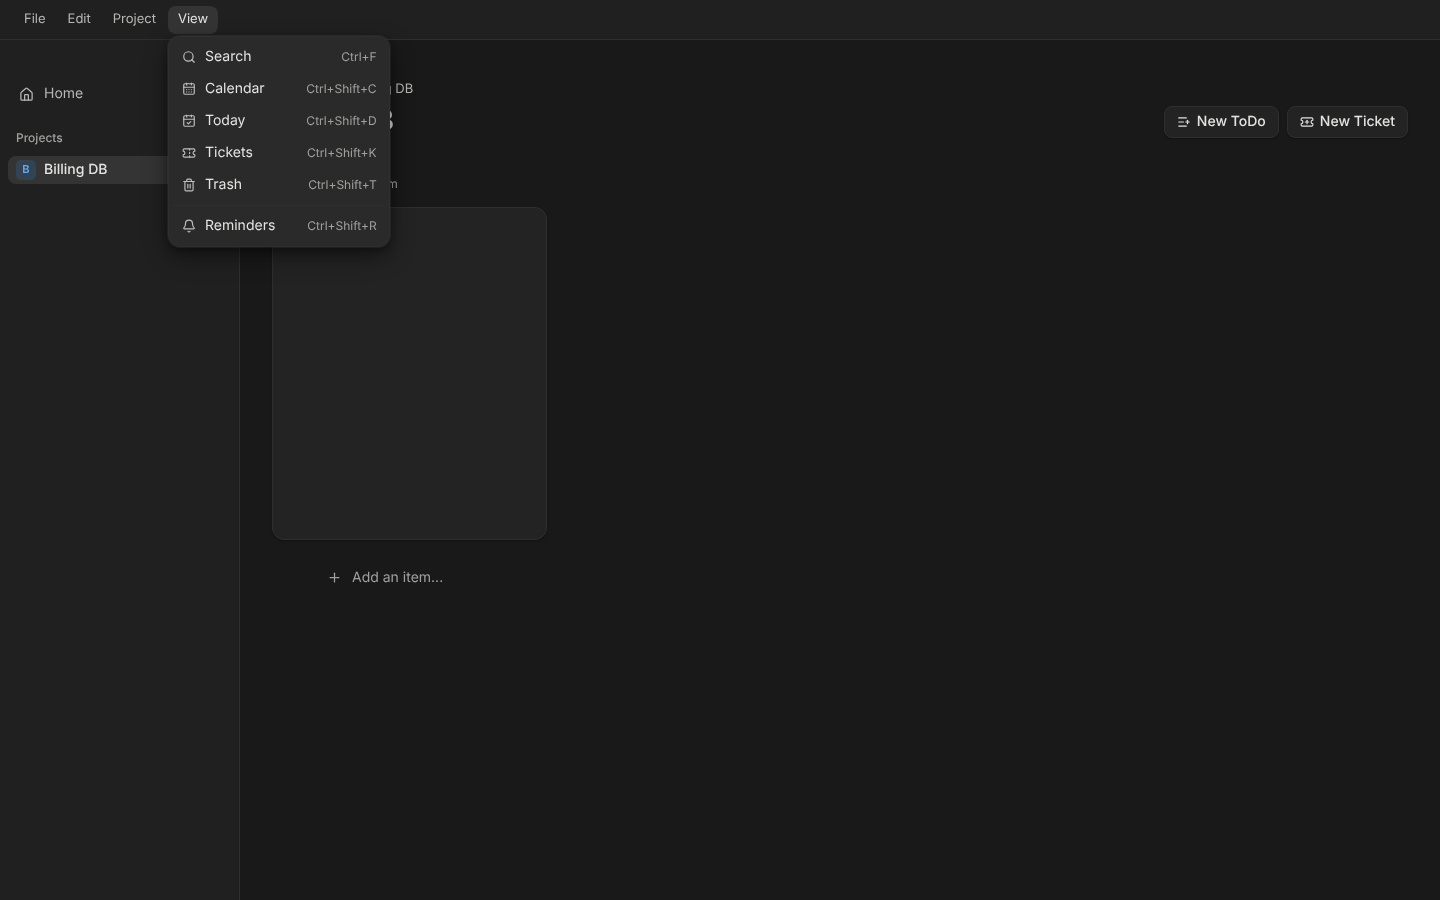 File Edit Project View
Search Ctrl+F
Calendar Ctrl+Shift+C
Today Ctrl+Shift+D
Tickets Ctrl+Shift+K
Trash Ctrl+Shift+T
Reminders Ctrl+Shift+R
Home
Projects
B Billing DB
DB
New ToDo New Ticket
Add an item...